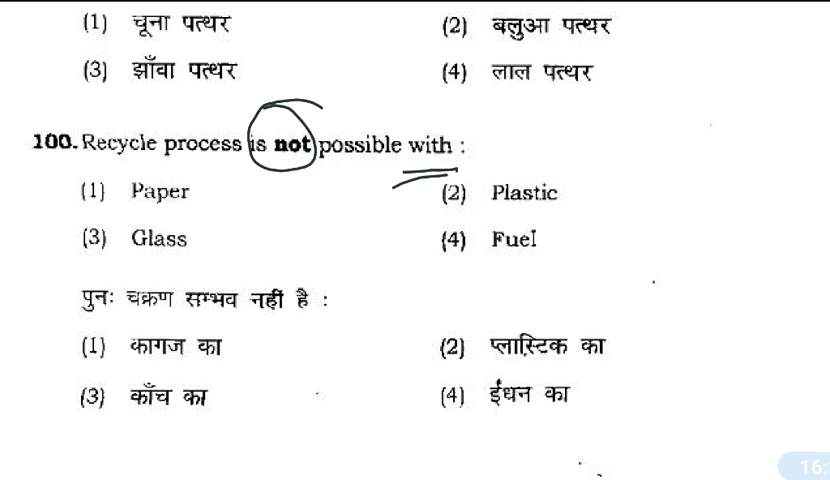 (1) चूना पत्थर (2) बलुआ पत्थर
(3) झाँवा पत्थर (4) लाल पत्थर
100. Recycle process is not possible with :
(1) Paper (2) Plastic
(3) Glass (4) Fuel
पुनः चक्रण सम्भव नहीं है :
(1) कागज का (2) प्लास्टिक का
(3) काँच का (4) ईंधन का
16: